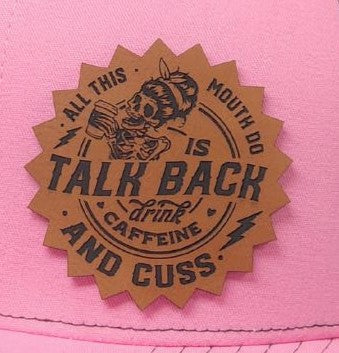 · ALL THIS
MOUTH DO
IS
TALK BACK
drink
CAFFEINE
· AND CUSS ·